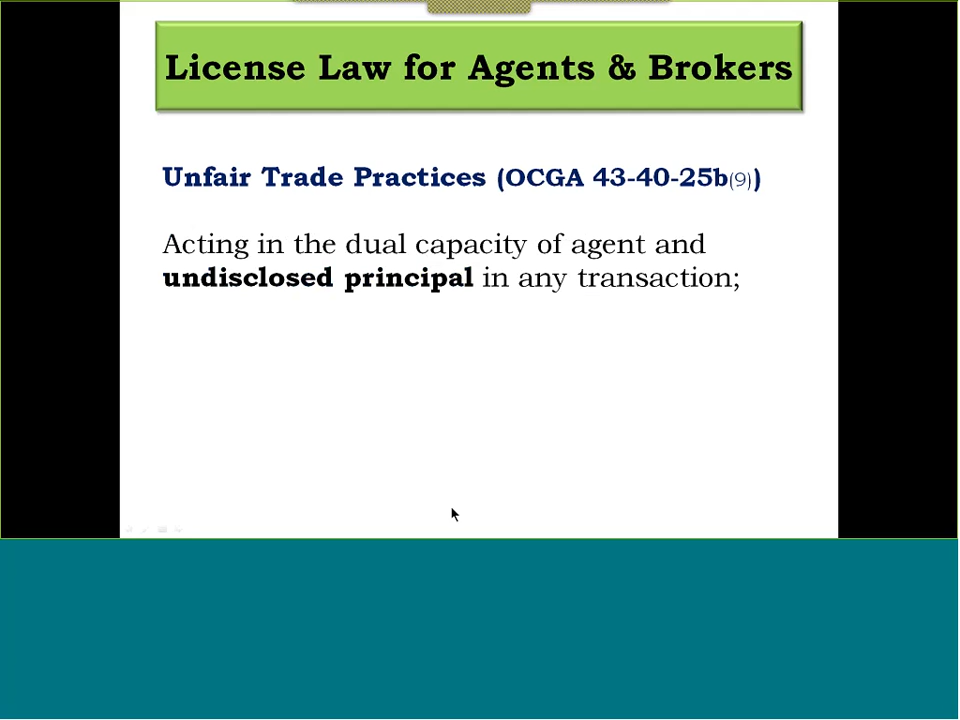 License Law for Agents & Brokers
Unfair Trade Practices (OCGA 43-40-25b(9))
Acting in the dual capacity of agent and
undisclosed principal in any transaction;